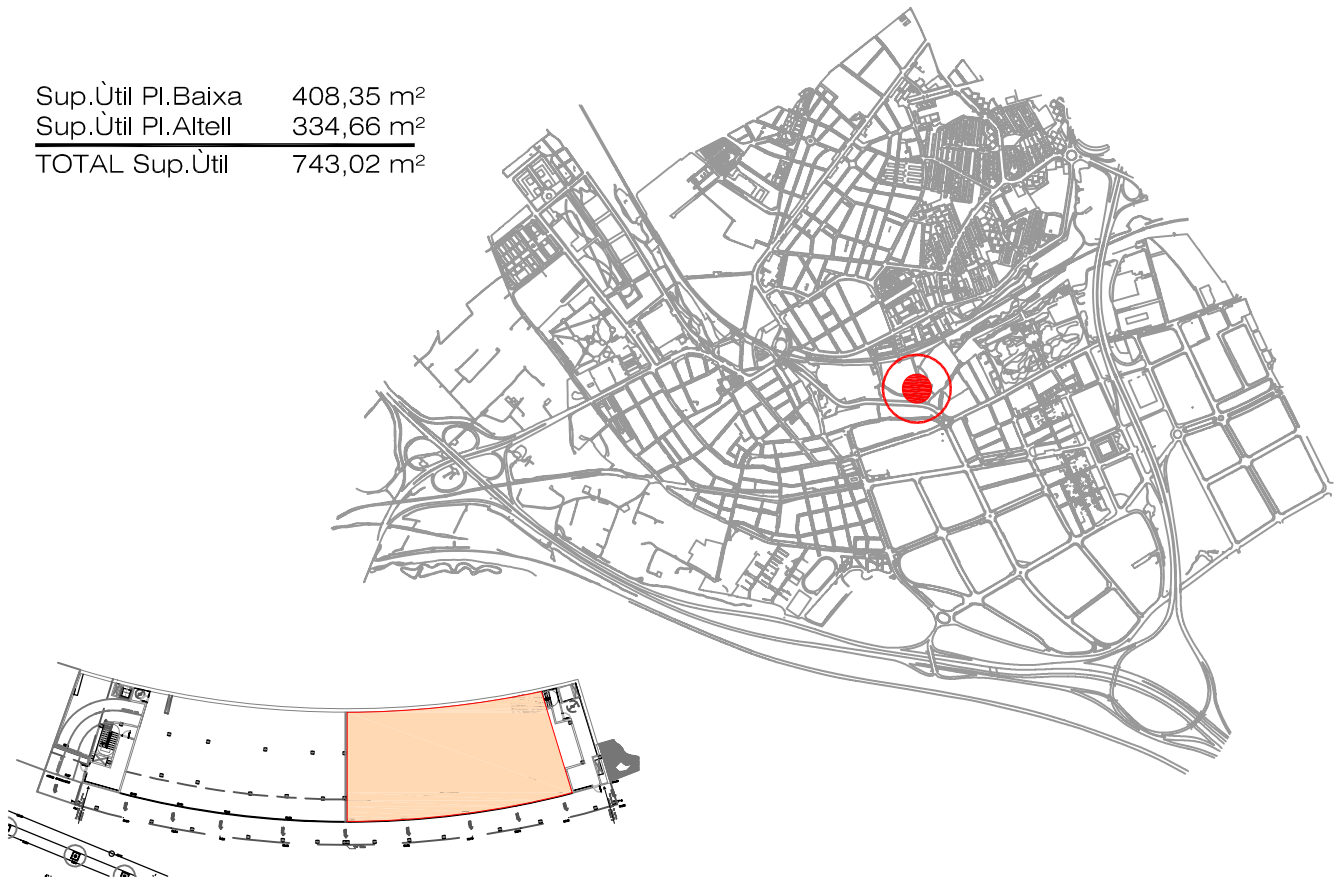 Sup.Ùtil Pl.Baixa 408,35 m²
Sup.Ùtil Pl.Altell 334,66 m²
TOTAL Sup.Ùtil 743,02 m²